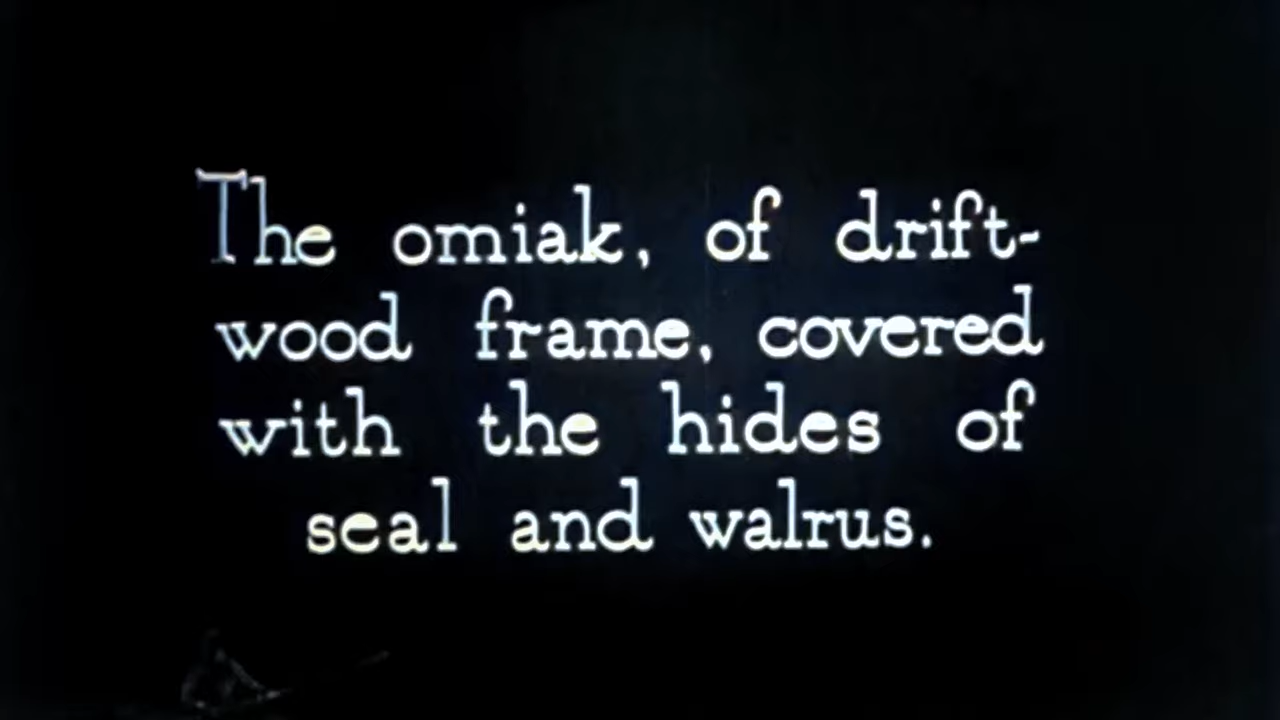 The omiak, of drift-
wood frame, covered
with the hides of
seal and walrus.